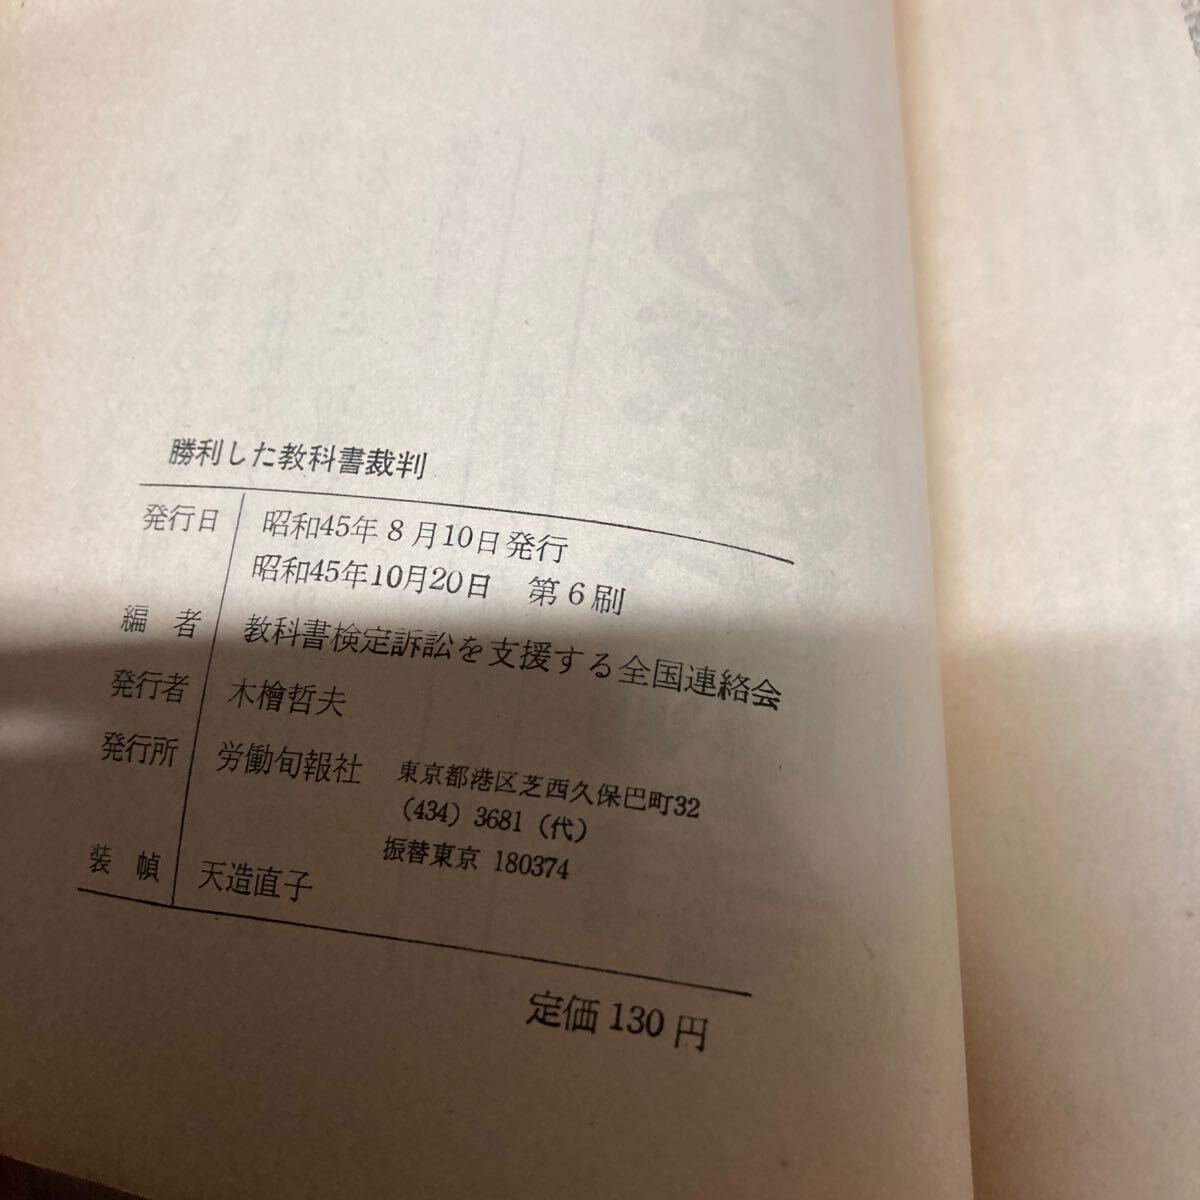 勝利した教科書裁判
発行日 昭和45年8月10日発行
昭和45年10月20日 第6刷
編者 教科書検定訴訟を支援する全国連絡会
発行者 木檜哲夫
発行所 労働旬報社 東京都港区芝西久保巴町32
(434) 3681 (代)
振替東京 180374
装幀 天造直子
定価130円